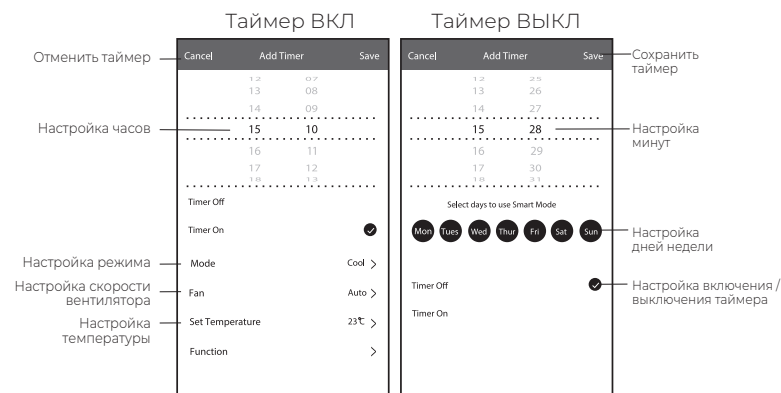 Таймер ВКЛ
Таймер ВЫКЛ
Отменить таймер
Cancel Add Timer Save
12 07
13 08
14 09
Настройка часов
15 10
16 11
17 12
18 13
Timer Off
Timer On
Настройка режима
Mode Cool >
Настройка скорости
вентилятора
Fan Auto >
Настройка
температуры
Set Temperature 23℃ >
Function >
Cancel Add Timer Save
Сохранить
таймер
12 25
13 26
14 27
15 28
Настройка
минут
16 29
17 30
18 31
Select days to use Smart Mode
Mon Tues Wed Thur Fri Sat Sun
Настройка
дней недели
Timer Off
Настройка включения /
выключения таймера
Timer On